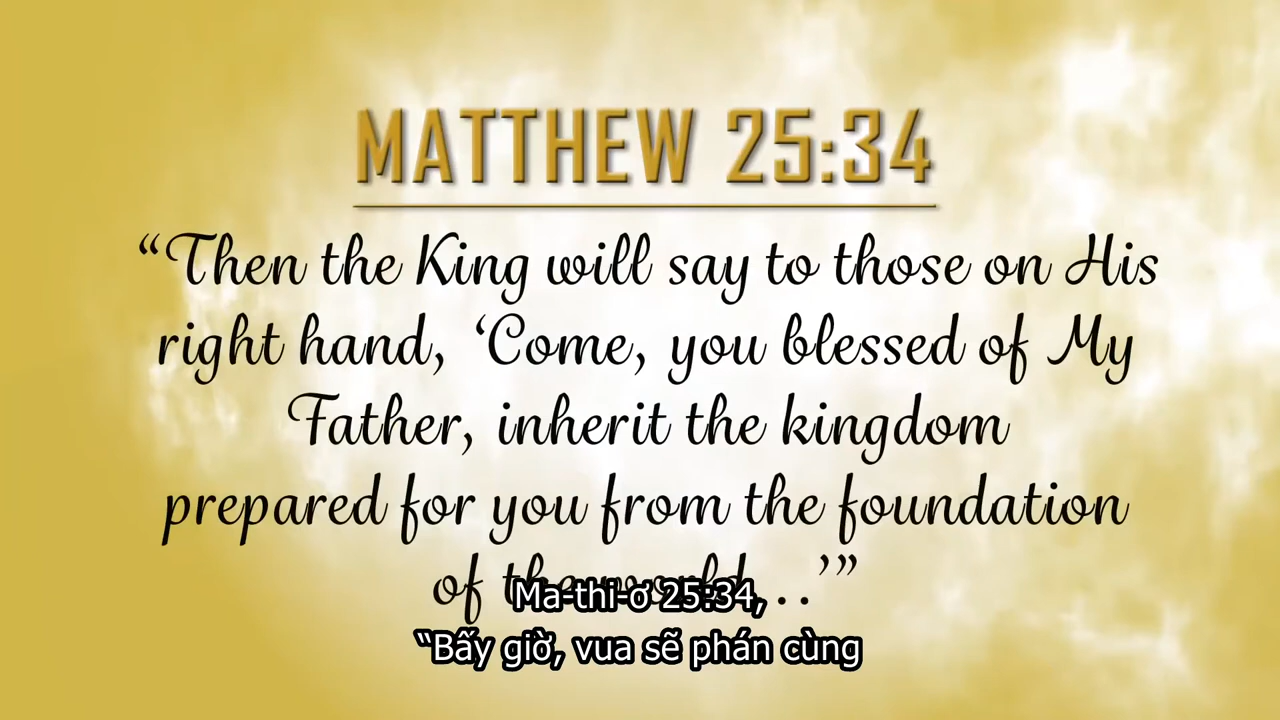 MATTHEW 25:34
“Then the King will say to those on His
right hand, ‘Come, you blessed of My
Father, inherit the kingdom
prepared for you from the foundation
of the world...’”
Ma-thi-ơ 25:34,
“Bấy giờ, vua sẽ phán cùng